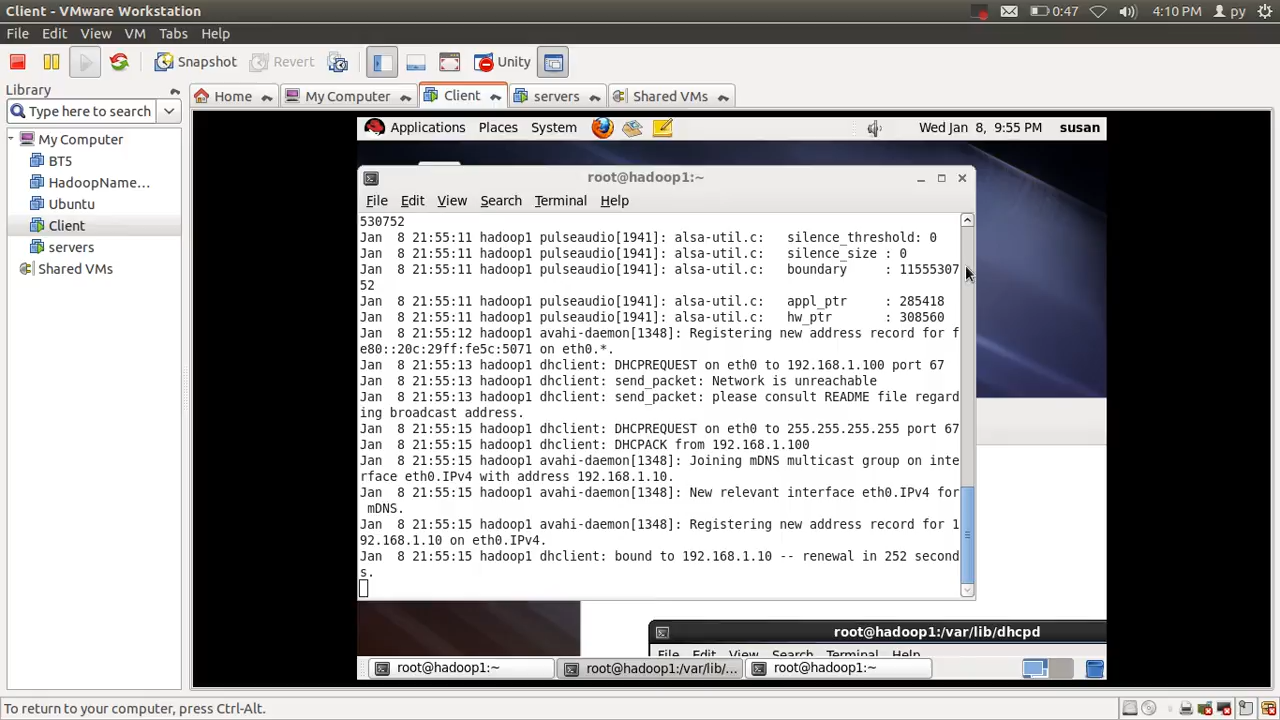 Client - VMware Workstation
0:47
4:10 PM
py
File Edit View VM Tabs Help
Snapshot
Revert
Unity
Library
Home
My Computer
Client
servers
Shared VMs
Type here to search
My Computer
BT5
HadoopName...
Ubuntu
Client
servers
Shared VMs
Applications Places System
Wed Jan 8, 9:55 PM
susan
root@hadoop1:~
File Edit View Search Terminal Help
530752
Jan  8 21:55:11 hadoop1 pulseaudio[1941]: alsa-util.c:   silence_threshold: 0
Jan  8 21:55:11 hadoop1 pulseaudio[1941]: alsa-util.c:   silence_size : 0
Jan  8 21:55:11 hadoop1 pulseaudio[1941]: alsa-util.c:   boundary     : 11555307
52
Jan  8 21:55:11 hadoop1 pulseaudio[1941]: alsa-util.c:   appl_ptr     : 285418
Jan  8 21:55:11 hadoop1 pulseaudio[1941]: alsa-util.c:   hw_ptr       : 308560
Jan  8 21:55:12 hadoop1 avahi-daemon[1348]: Registering new address record for f
e80::20c:29ff:fe5c:5071 on eth0.*.
Jan  8 21:55:13 hadoop1 dhclient: DHCPREQUEST on eth0 to 192.168.1.100 port 67
Jan  8 21:55:13 hadoop1 dhclient: send_packet: Network is unreachable
Jan  8 21:55:13 hadoop1 dhclient: send_packet: please consult README file regard
ing broadcast address.
Jan  8 21:55:15 hadoop1 dhclient: DHCPREQUEST on eth0 to 255.255.255.255 port 67
Jan  8 21:55:15 hadoop1 dhclient: DHCPACK from 192.168.1.100
Jan  8 21:55:15 hadoop1 avahi-daemon[1348]: Joining mDNS multicast group on inte
rface eth0.IPv4 with address 192.168.1.10.
Jan  8 21:55:15 hadoop1 avahi-daemon[1348]: New relevant interface eth0.IPv4 for
 mDNS.
Jan  8 21:55:15 hadoop1 avahi-daemon[1348]: Registering new address record for 1
92.168.1.10 on eth0.IPv4.
Jan  8 21:55:15 hadoop1 dhclient: bound to 192.168.1.10 -- renewal in 252 second
s.
root@hadoop1:/var/lib/dhcpd
File Edit View Search Terminal Help
root@hadoop1:~
root@hadoop1:/var/lib/...
root@hadoop1:~
To return to your computer, press Ctrl-Alt.